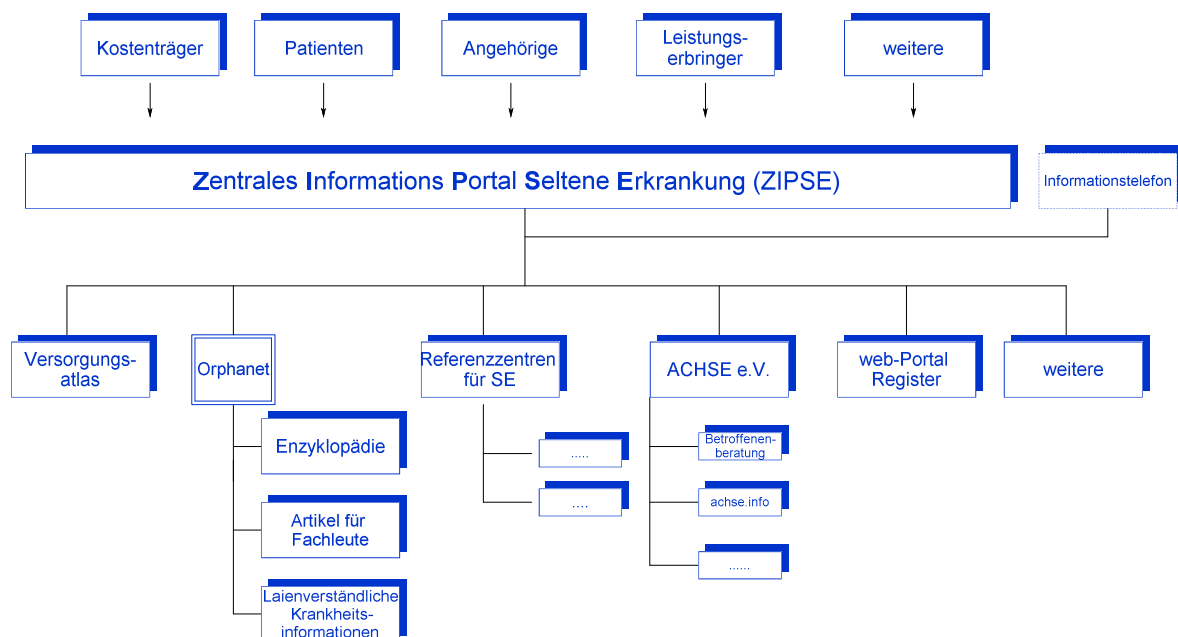 Kostenträger
Patienten
Angehörige
Leistungs-
erbringer
weitere
Zentrales Informations Portal Seltene Erkrankung (ZIPSE)
Informationstelefon
Versorgungs-
atlas
Orphanet
Referenzzentren
für SE
ACHSE e.V.
web-Portal
Register
weitere
Enzyklopädie
Artikel für
Fachleute
Laienverständliche
Krankheits-
informationen
.....
....
Betroffenen-
beratung
achse.info
......